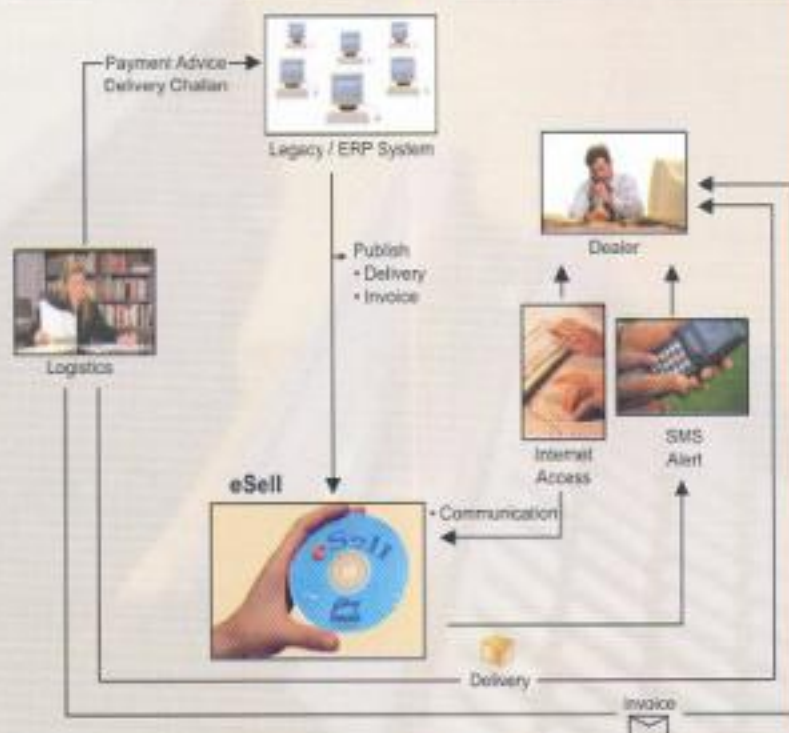 Payment Advice
Delivery Challan
Legacy / ERP System
Dealer
Publish
• Delivery
• Invoice
Logistics
Internet
Access
SMS
Alert
eSell
• Communication
eSell
Delivery
Invoice